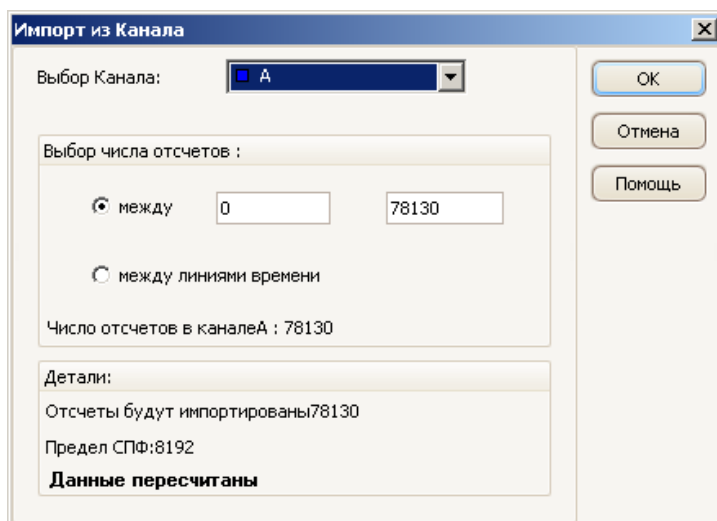 Импорт из Канала
Выбор Канала: A
OK
Отмена
Помощь
Выбор числа отсчетов :
между 0 78130
между линиями времени
Число отсчетов в каналеA : 78130
Детали:
Отсчеты будут импортированы78130
Предел СПФ:8192
Данные пересчитаны